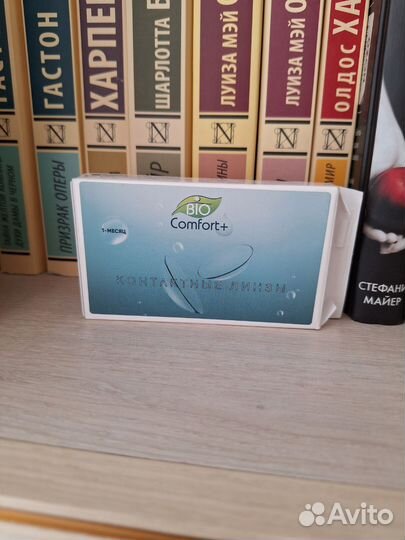 ГАСТОН
ХАРПЕ
ШАРЛОТТА Б
ЛУИЗА МЭЙ О
ЛУИЗА МЭЙ О
ОЛДОС ХА
ПРИЗРАК ОПЕРЫ
BIO
Comfort+
1-МЕСЯЦ
КОНТАКТНЫЕ ЛИНЗЫ
СТЕФАНИ
МАЙЕР
Avito